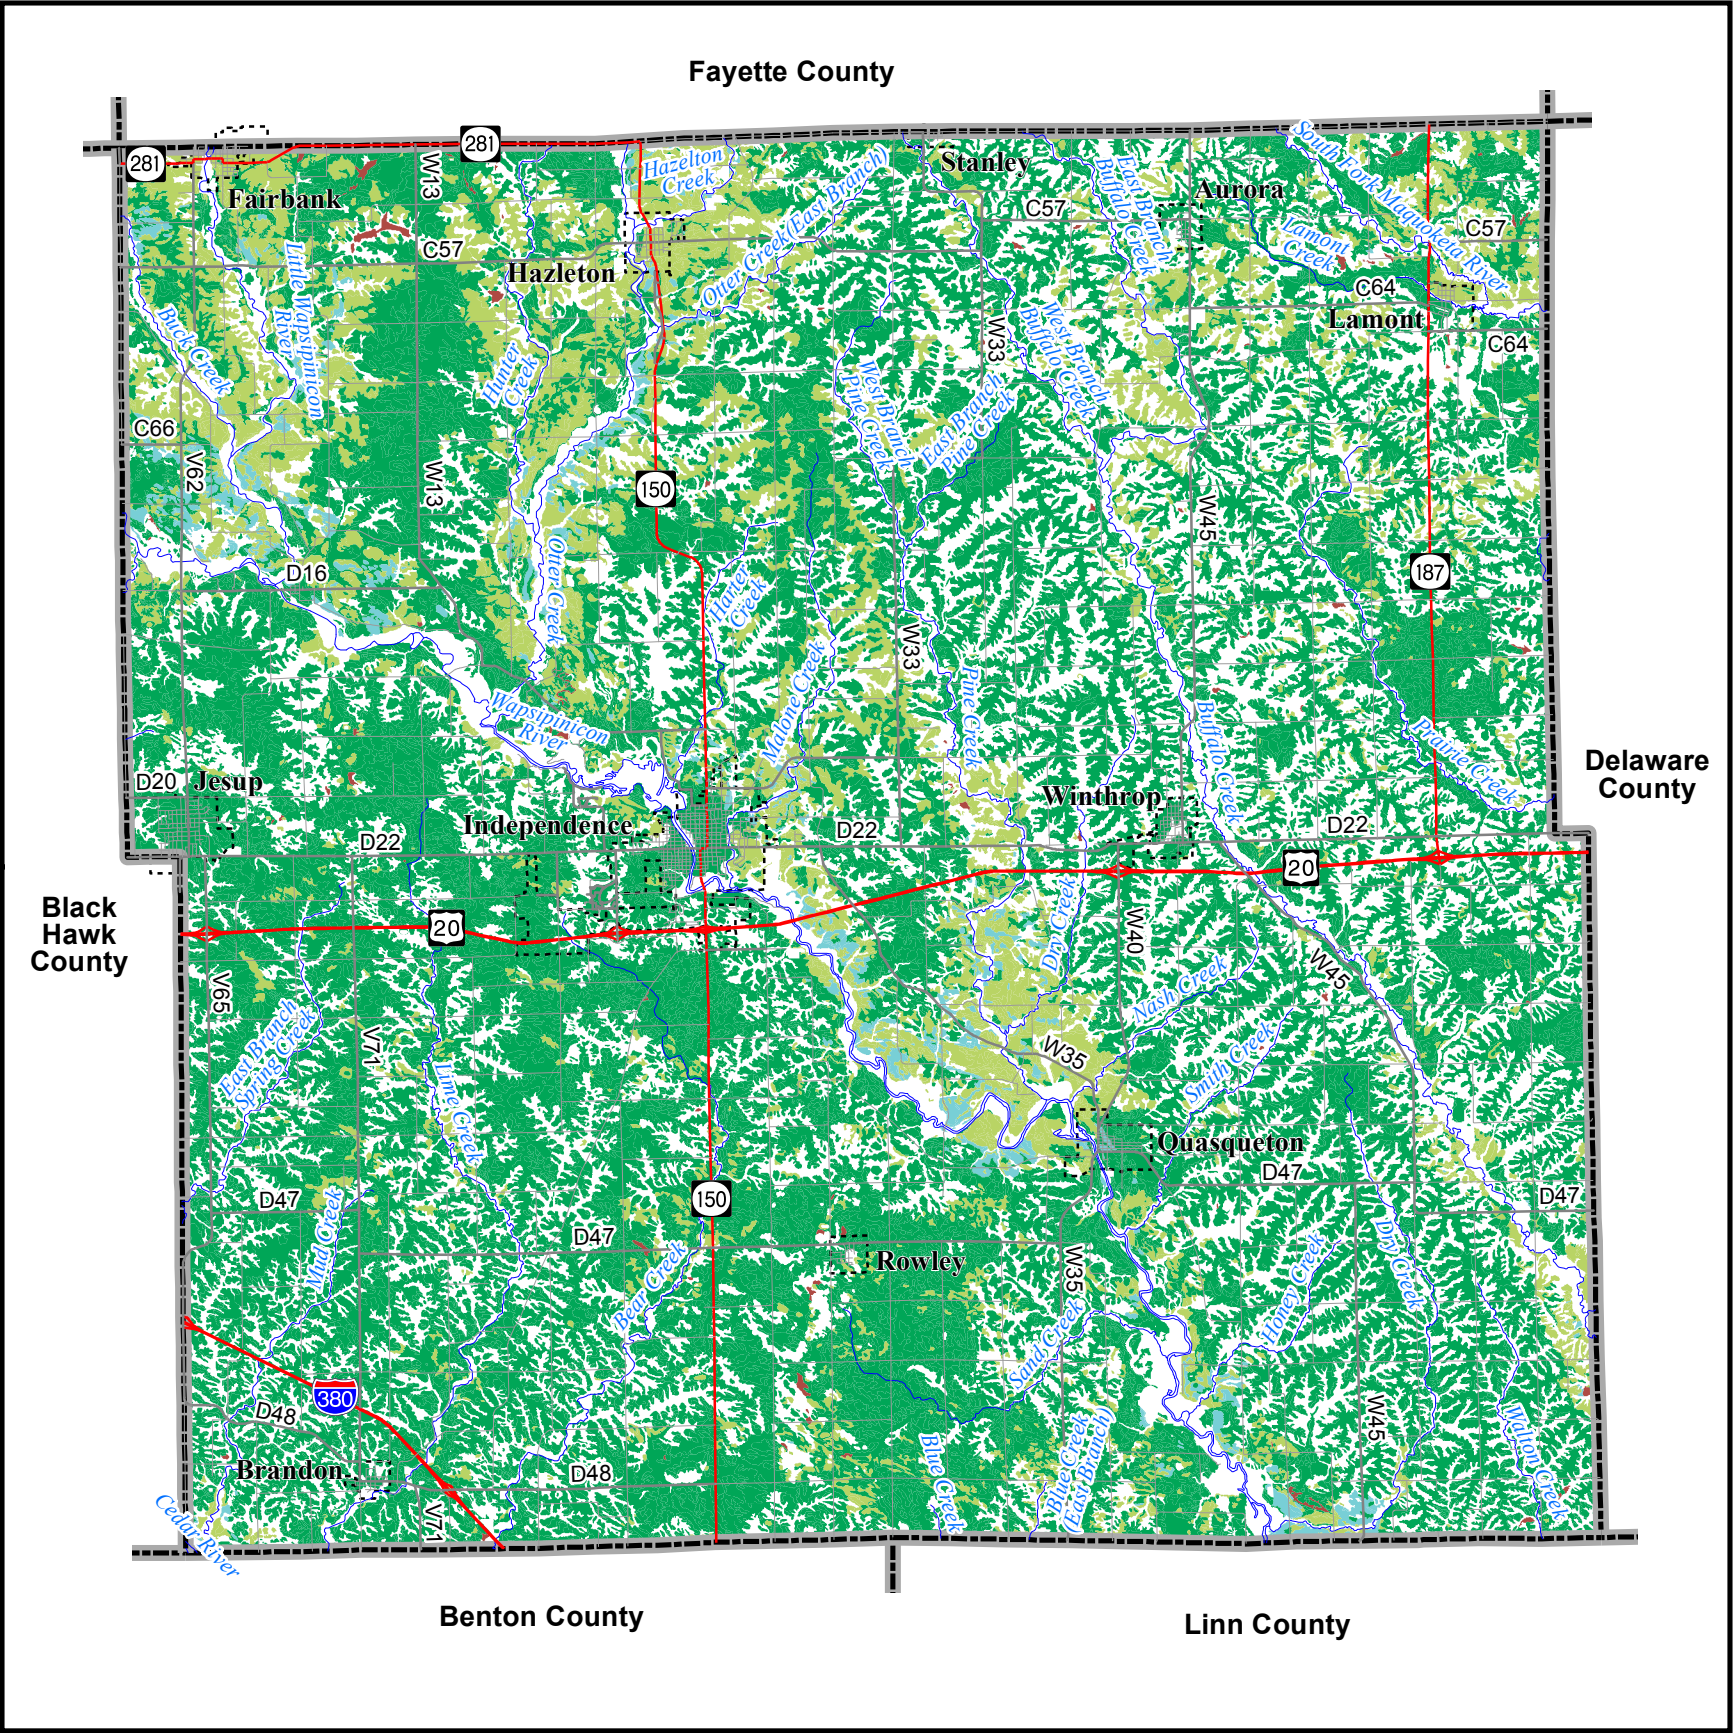 Fayette County
281
281
Fairbank
W13
Hazelton
Creek
Stanley
East Branch
Buffalo Creek
Aurora
South Fork Maquoketa River
C57
C57
C57
Lamont
Creek
Hazleton
Otter Creek (East Branch)
Little Wapsipinicon
River
C64
Lamont
C64
Buck Creek
Hunter
Creek
W33
West Branch
Buffalo Creek
West Branch
Pine Creek
East Branch
Pine Creek
C66
V62
W13
150
W45
187
D16
Otter Creek
Harter
Creek
W33
Malone Creek
Pine Creek
Wapsipinicon
River
Buffalo Creek
Prairie Creek
Delaware
County
D20
Jesup
Winthrop
Independence
D22
D22
D22
20
Black
Hawk
County
20
Dry Creek
W40
W45
V65
Nash Creek
East Branch
Spring Creek
V71
W35
Smith Creek
Lime Creek
Quasqueton
D47
150
D47
D47
Mud Creek
D47
Dry Creek
Rowley
W35
Honey Creek
Bear Creek
Sand Creek
380
D48
W45
Walton Creek
Blue Creek
Blue Creek
(East Branch)
Brandon
D48
V71
Cedar River
Benton County
Linn County